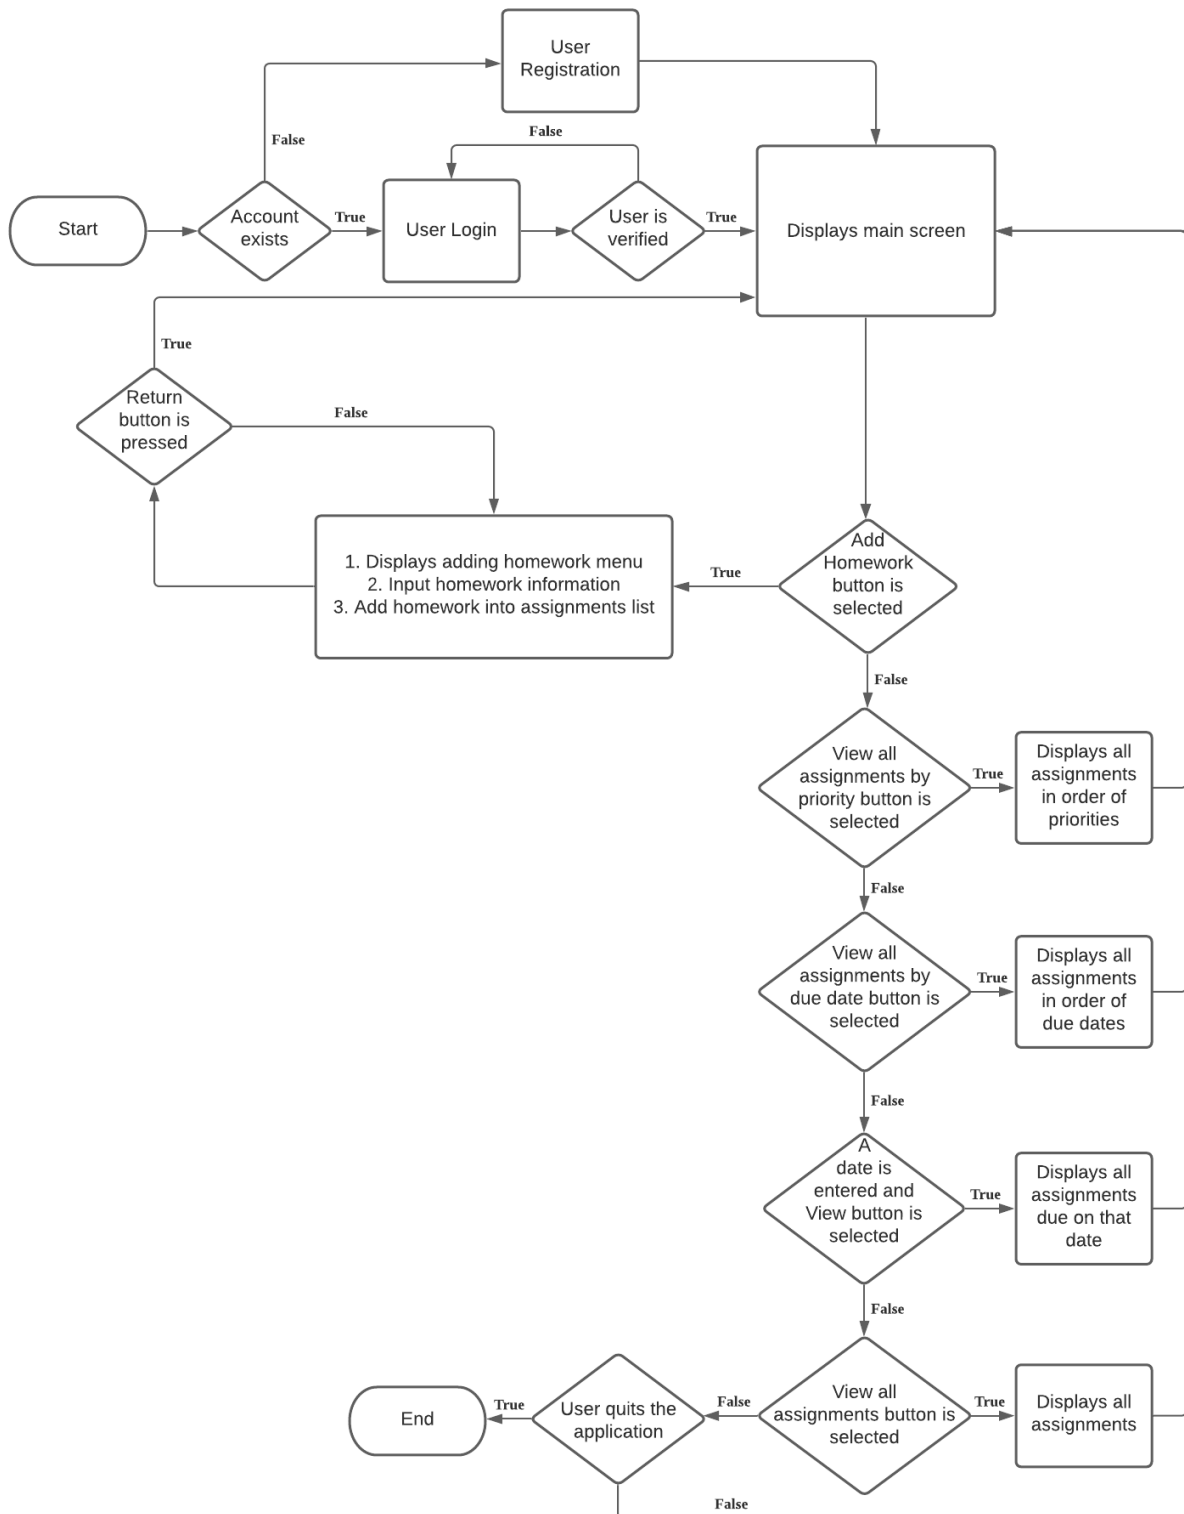 User
Registration
False
False
Start
Account
exists
True
User Login
User is
verified
True
Displays main screen
True
Return
button is
pressed
False
1. Displays adding homework menu
2. Input homework information
3. Add homework into assignments list
True
Add
Homework
button is
selected
False
View all
assignments by
priority button is
selected
True
Displays all
assignments
in order of
priorities
False
View all
assignments by
due date button is
selected
True
Displays all
assignments
in order of
due dates
False
A
date is
entered and
View button is
selected
True
Displays all
assignments
due on that
date
False
End
True
User quits the
application
False
View all
assignments button is
selected
True
Displays all
assignments
False